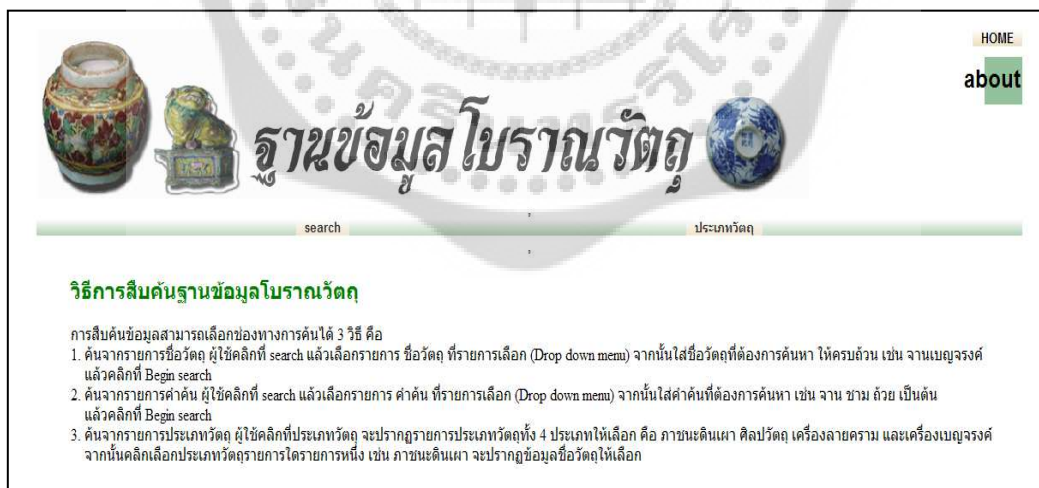 HOME
about
ฐานข้อมูลโบราณวัตถุ
search
ประเภทวัตถุ
วิธีการสืบค้นฐานข้อมูลโบราณวัตถุ
การสืบค้นข้อมูลสามารถเลือกช่องทางการค้นได้ 3 วิธี คือ
1. ค้นจากรายการชื่อวัตถุ ผู้ใช้คลิกที่ search แล้วเลือกรายการ ชื่อวัตถุ ที่รายการเลือก (Drop down menu) จากนั้นใส่ชื่อวัตถุที่ต้องการค้นหา ให้ครบถ้วน เช่น จานเบญจรงค์
แล้วคลิกที่ Begin search
2. ค้นจากรายการคำค้น ผู้ใช้คลิกที่ search แล้วเลือกรายการ คำค้น ที่รายการเลือก (Drop down menu) จากนั้นใส่คำค้นที่ต้องการค้นหา เช่น จาน ชาม ถ้วย เป็นต้น
แล้วคลิกที่ Begin search
3. ค้นจากรายการประเภทวัตถุ ผู้ใช้คลิกที่ประเภทวัตถุ จะปรากฏรายการประเภทวัตถุทั้ง 4 ประเภทให้เลือก คือ ภาชนะดินเผา ศิลปวัตถุ เครื่องลายคราม และเครื่องเบญจรงค์
จากนั้นคลิกเลือกประเภทวัตถุรายการใดรายการหนึ่ง เช่น ภาชนะดินเผา จะปรากฏข้อมูลชื่อวัตถุให้เลือก